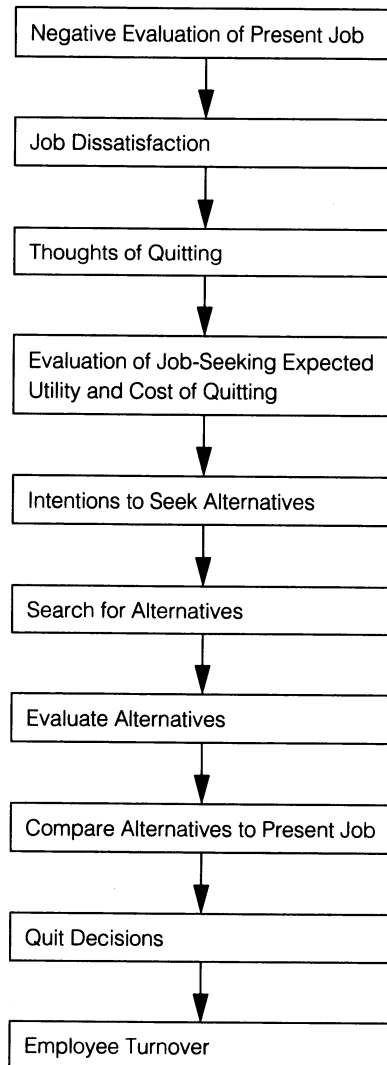 Negative Evaluation of Present Job
Job Dissatisfaction
Thoughts of Quitting
Evaluation of Job-Seeking Expected
Utility and Cost of Quitting
Intentions to Seek Alternatives
Search for Alternatives
Evaluate Alternatives
Compare Alternatives to Present Job
Quit Decisions
Employee Turnover